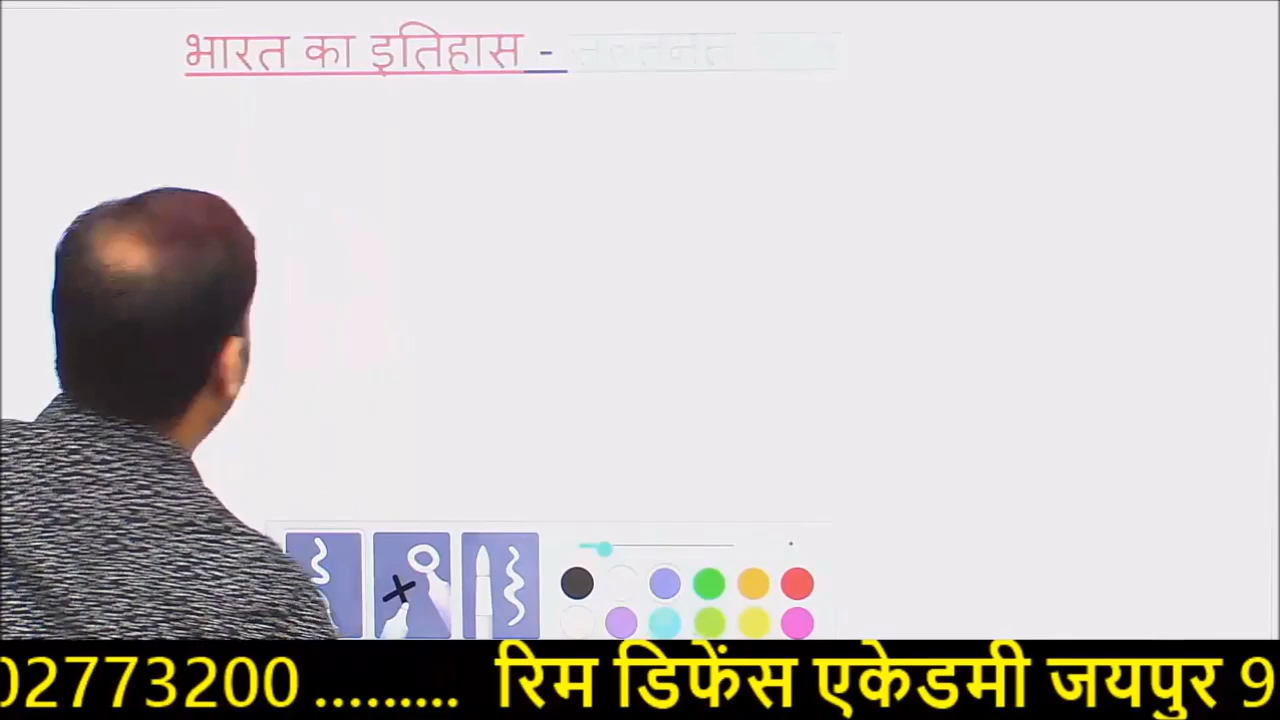 भारत का इतिहास -
02773200 ......... रिम डिफेंस एकेडमी जयपुर 9